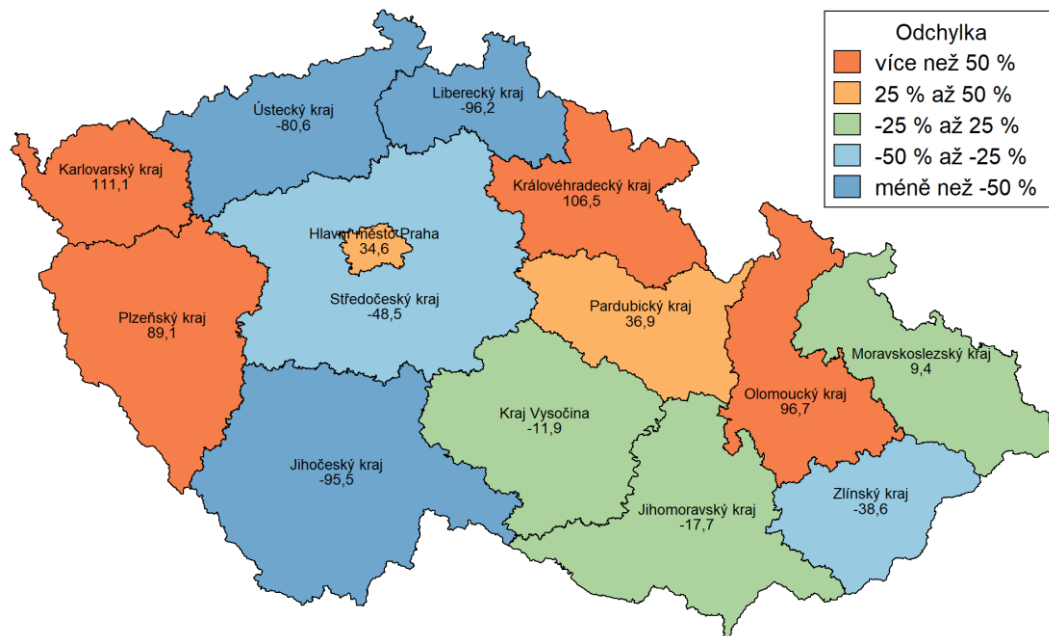 Odchylka
více než 50 %
25 % až 50 %
-25 % až 25 %
-50 % až -25 %
méně než -50 %
Liberecký kraj
-96,2
Ústecký kraj
-80,6
Karlovarský kraj
111,1
Královéhradecký kraj
106,5
Hlavní město Praha
34,6
Středočeský kraj
-48,5
Pardubický kraj
36,9
Plzeňský kraj
89,1
Moravskoslezský kraj
9,4
Olomoucký kraj
96,7
Kraj Vysočina
-11,9
Jihočeský kraj
-95,5
Zlínský kraj
-38,6
Jihomoravský kraj
-17,7